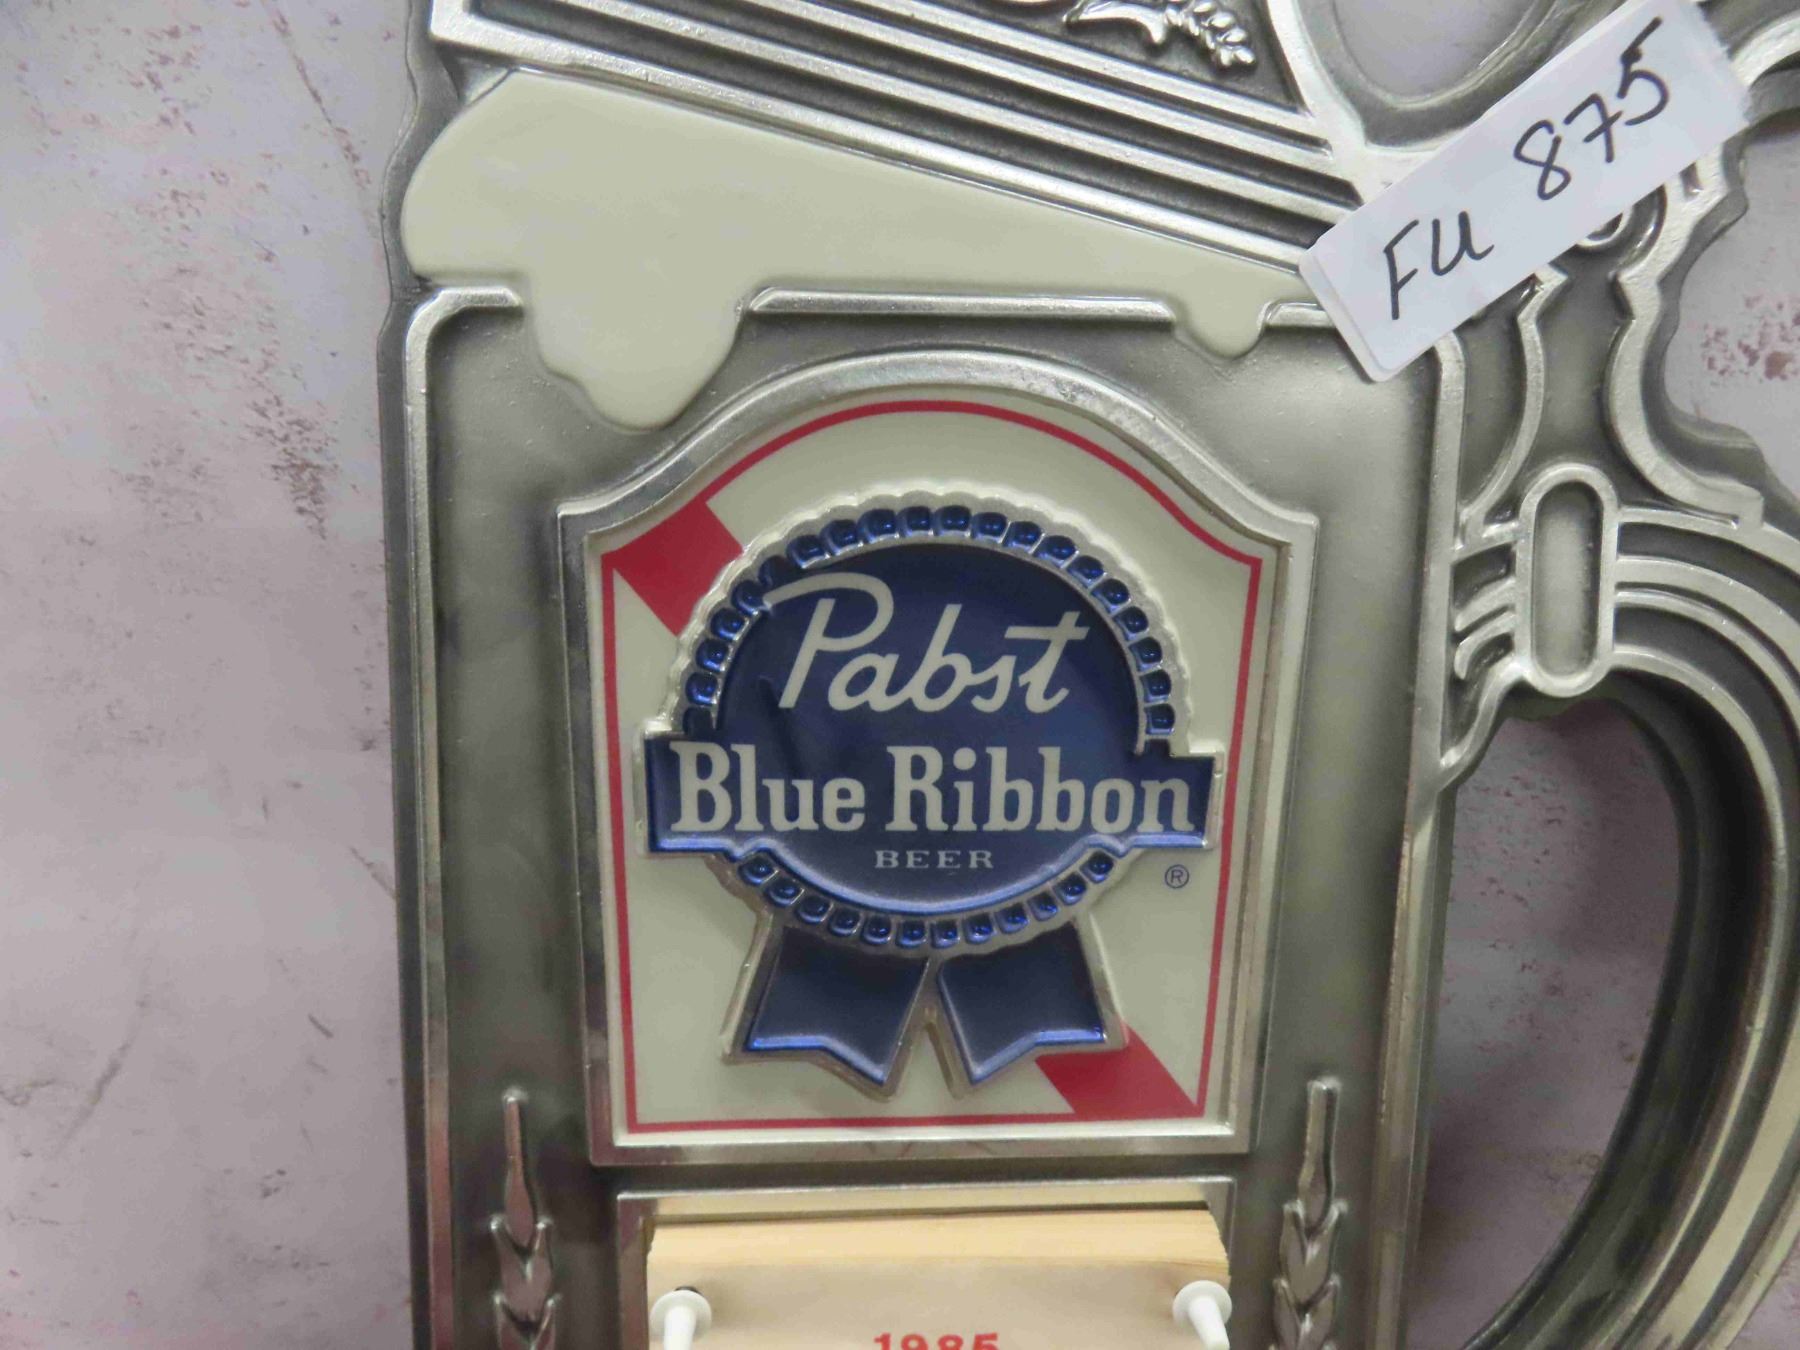 FU 875
Pabst
Blue Ribbon
BEER
®
1985